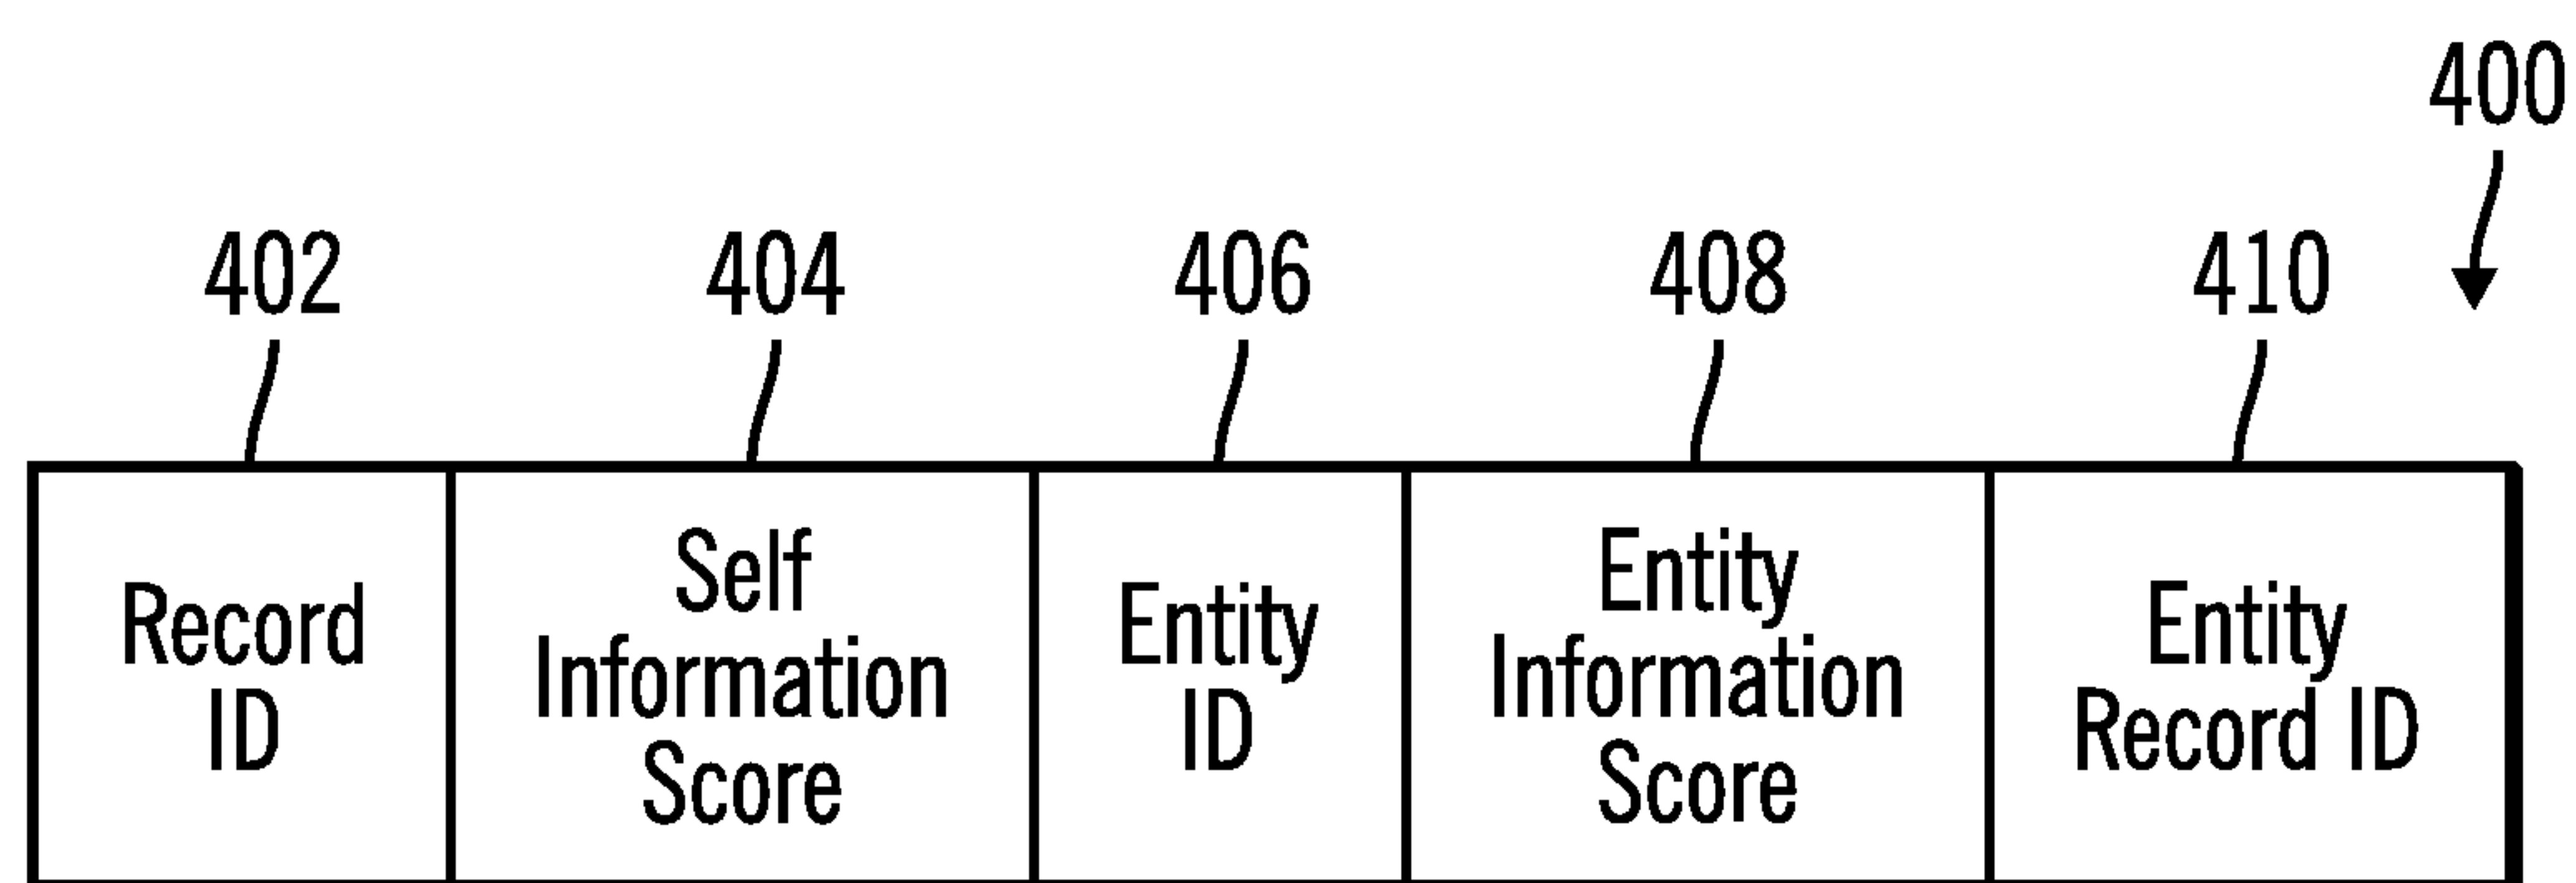 400
402
404
406
408
410
Record
ID
Self
Information
Score
Entity
ID
Entity
Information
Score
Entity
Record ID